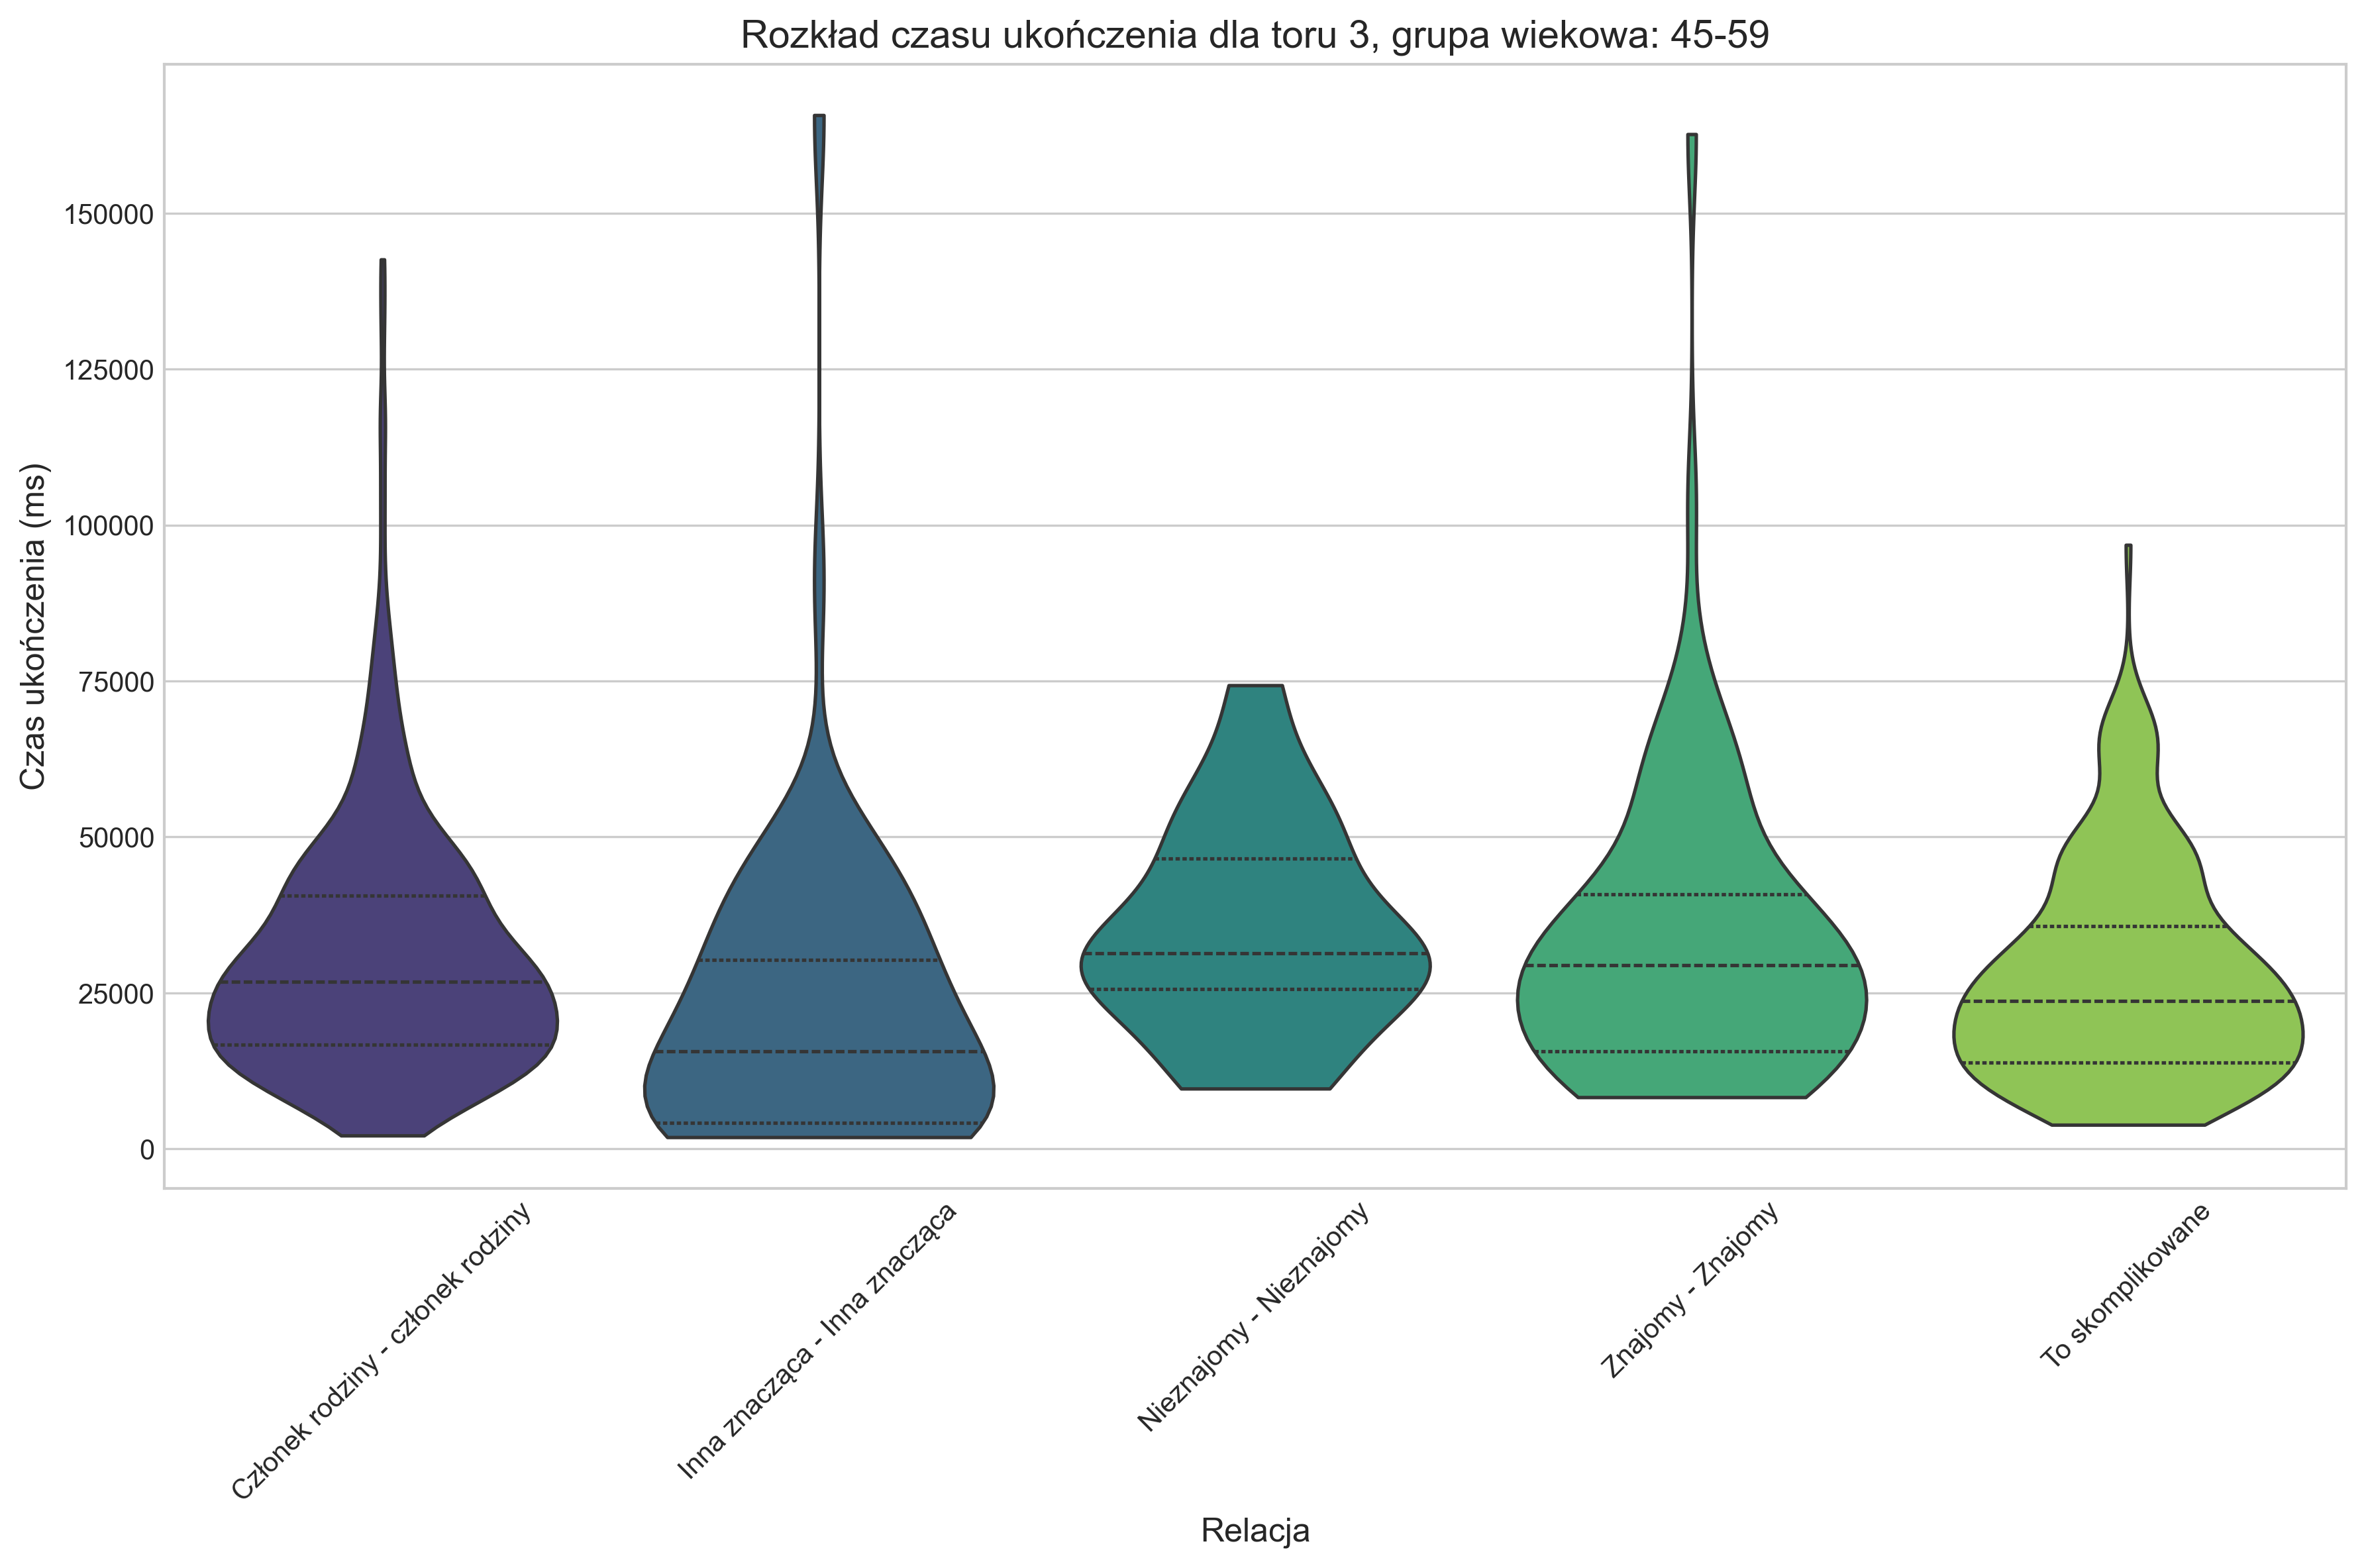 Rozkład czasu ukończenia dla toru 3, grupa wiekowa: 45-59
Czas ukończenia (ms)
150000
125000
100000
75000
50000
25000
0
Członek rodziny - członek rodziny
Inna znacząca - Inna znacząca
Nieznajomy - Nieznajomy
Znajomy - Znajomy
To skomplikowane
Relacja